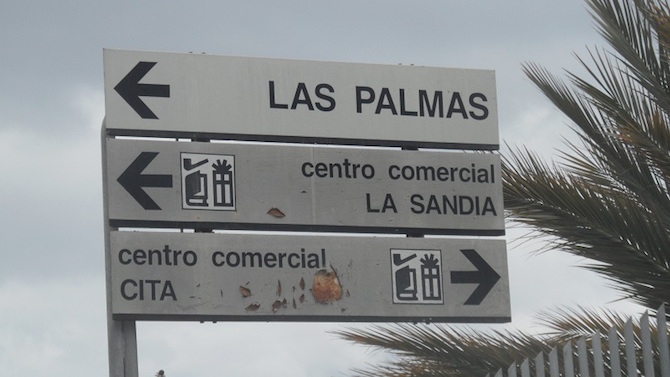 LAS PALMAS
centro comercial
LA SANDIA
centro comercial
CITA